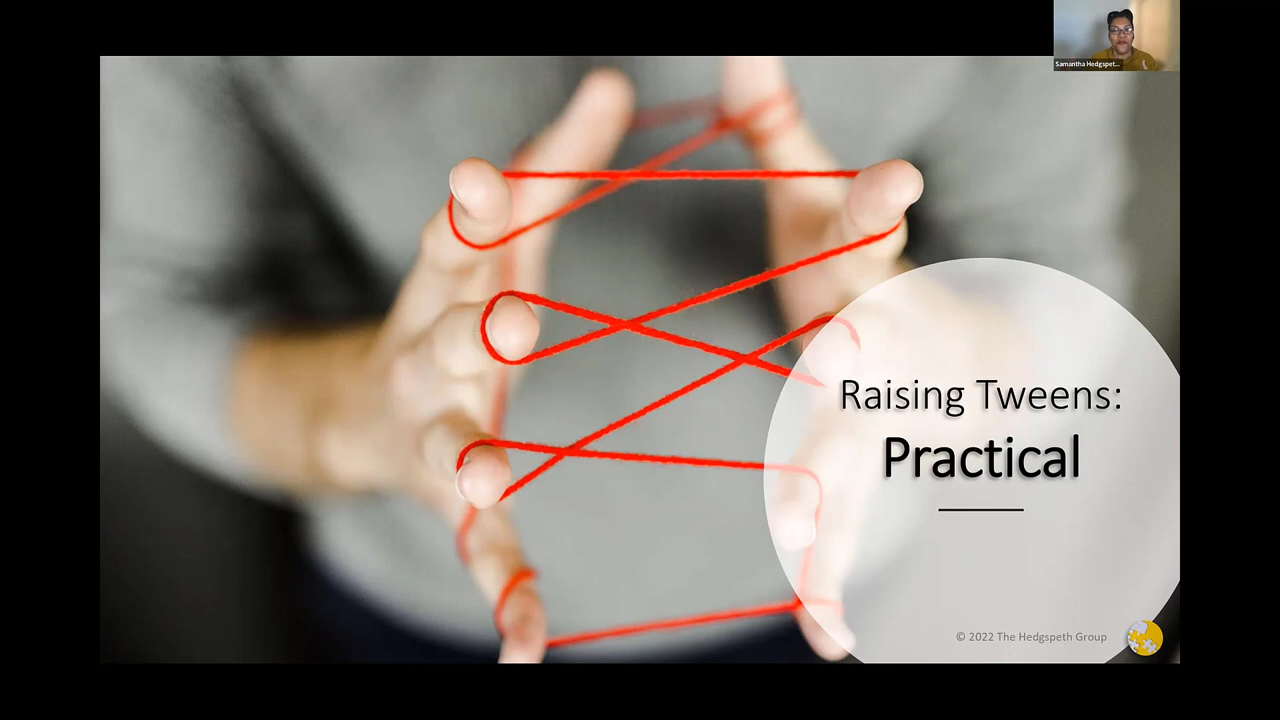 Samantha Hedgspet...
Raising Tweens:
Practical
© 2022 The Hedgspeth Group